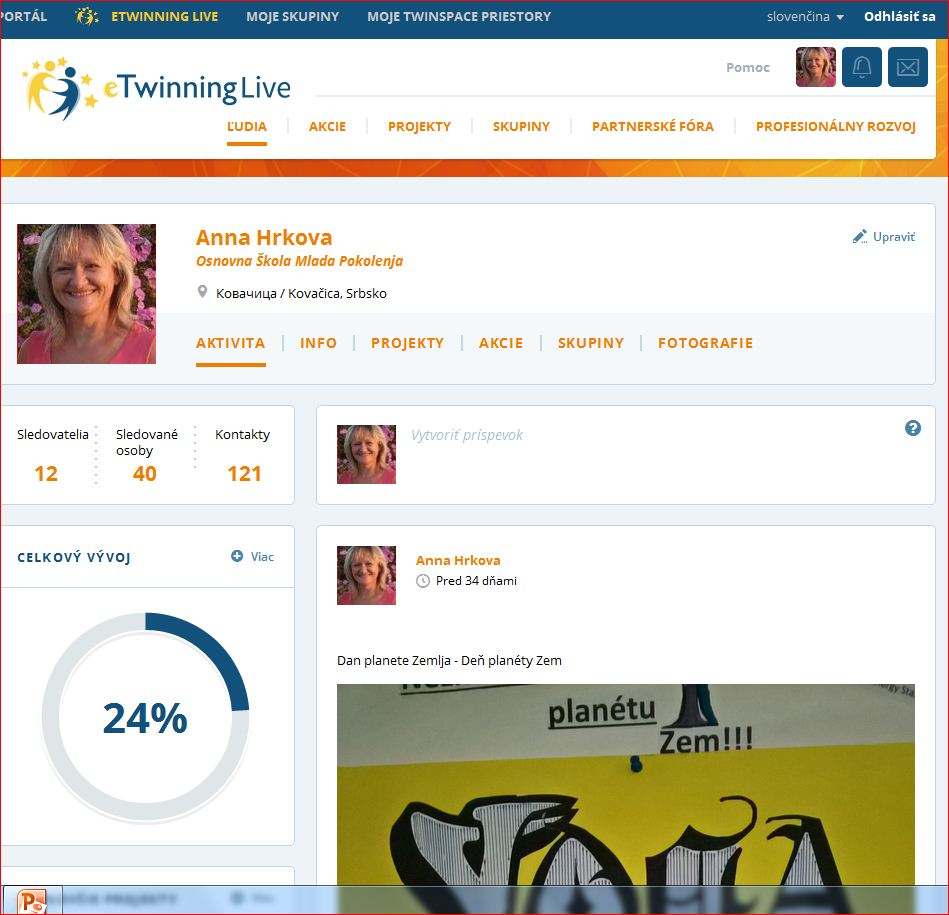 PORTÁL ETWINNING LIVE MOJE SKUPINY MOJE TWINSPACE PRIESTORY slovenčina Odhlásiť sa
eTwinningLive
Pomoc
ĽUDIA AKCIE PROJEKTY SKUPINY PARTNERSKÉ FÓRA PROFESIONÁLNY ROZVOJ
Anna Hrkova
Upraviť
Osnovna Škola Mlada Pokolenja
Ковачица / Kovačica, Srbsko
AKTIVITA INFO PROJEKTY AKCIE SKUPINY FOTOGRAFIE
Sledovatelia
12
Sledované
osoby
40
Kontakty
121
Vytvoriť príspevok
?
CELKOVÝ VÝVOJ Viac
24%
Anna Hrkova
Pred 34 dňami
Dan planete Zemlja - Deň planéty Zem
planétu
Zem!!!
Viac